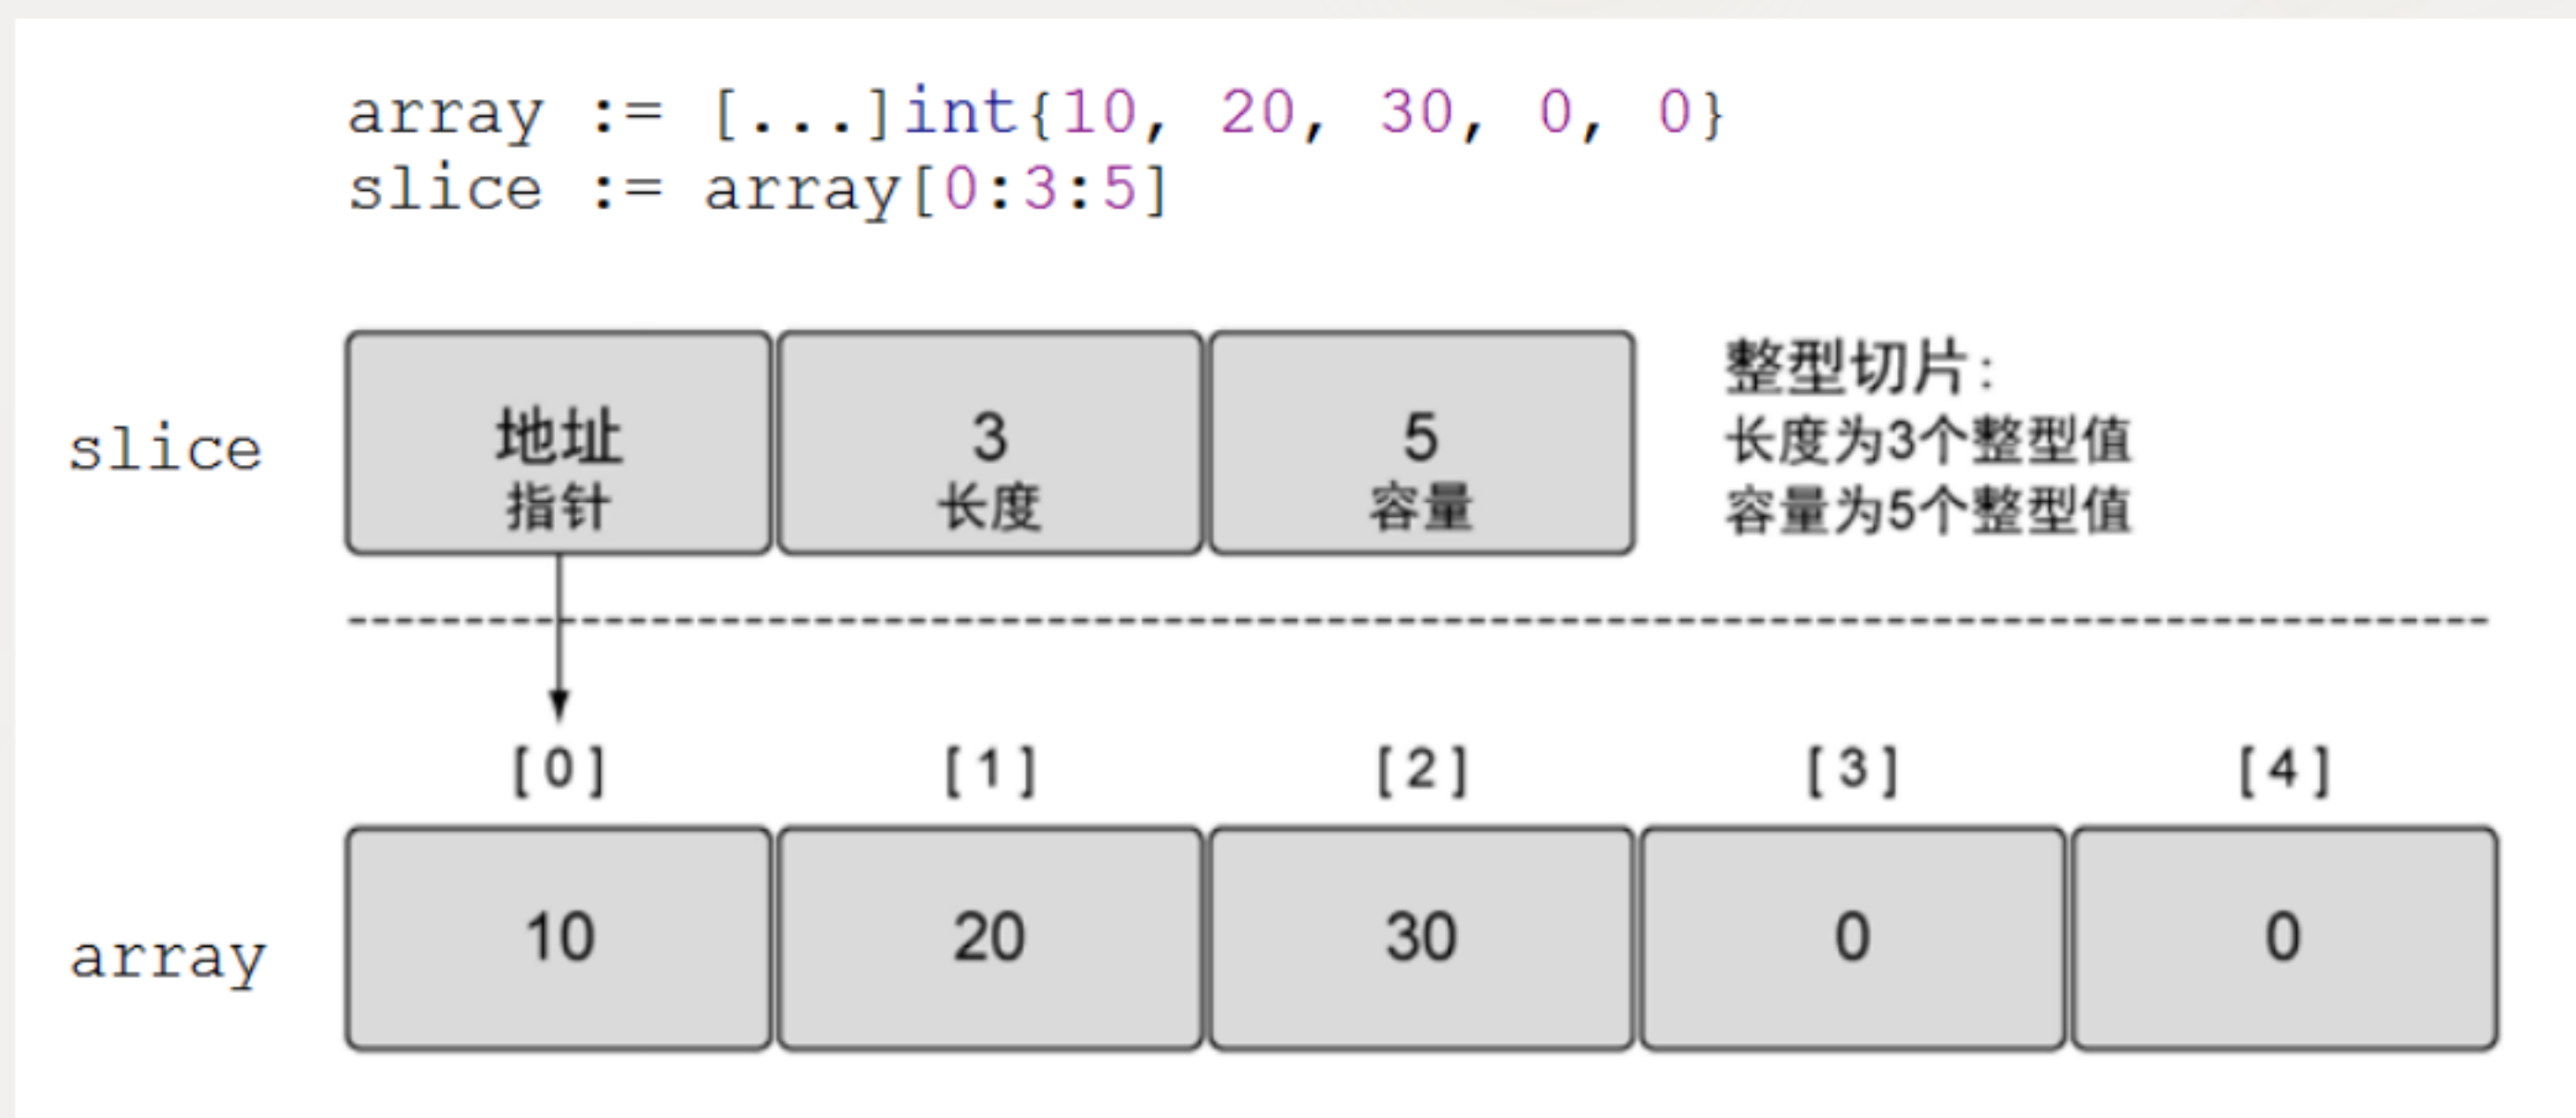 array := [...]int{10, 20, 30, 0, 0}
slice := array[0:3:5]
slice
地址
指针
3
长度
5
容量
整型切片：
长度为3个整型值
容量为5个整型值
[0] [1] [2] [3] [4]
array
10 20 30 0 0